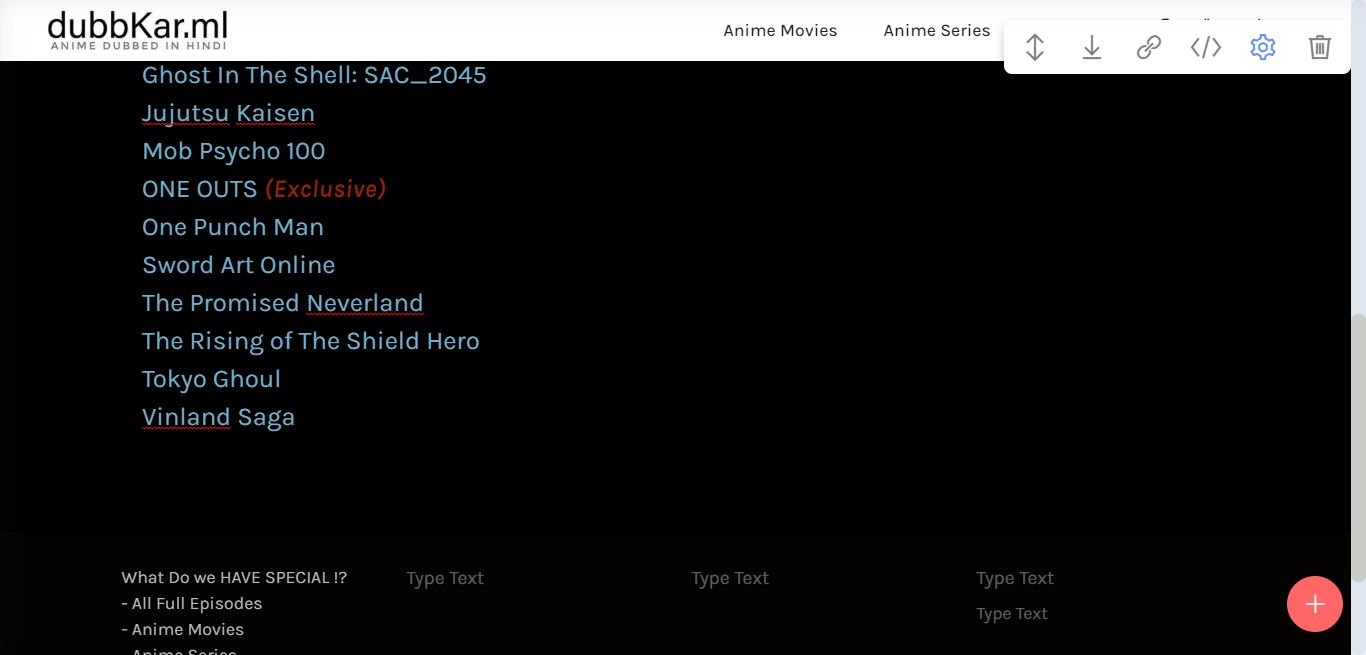 dubbKar.ml
ANIME DUBBED IN HINDI
Anime Movies
Anime Series
Ghost In The Shell: SAC_2045
Jujutsu Kaisen
Mob Psycho 100
ONE OUTS (Exclusive)
One Punch Man
Sword Art Online
The Promised Neverland
The Rising of The Shield Hero
Tokyo Ghoul
Vinland Saga
What Do we HAVE SPECIAL !?
- All Full Episodes
- Anime Movies
- Anime Series
Type Text
Type Text
Type Text
Type Text